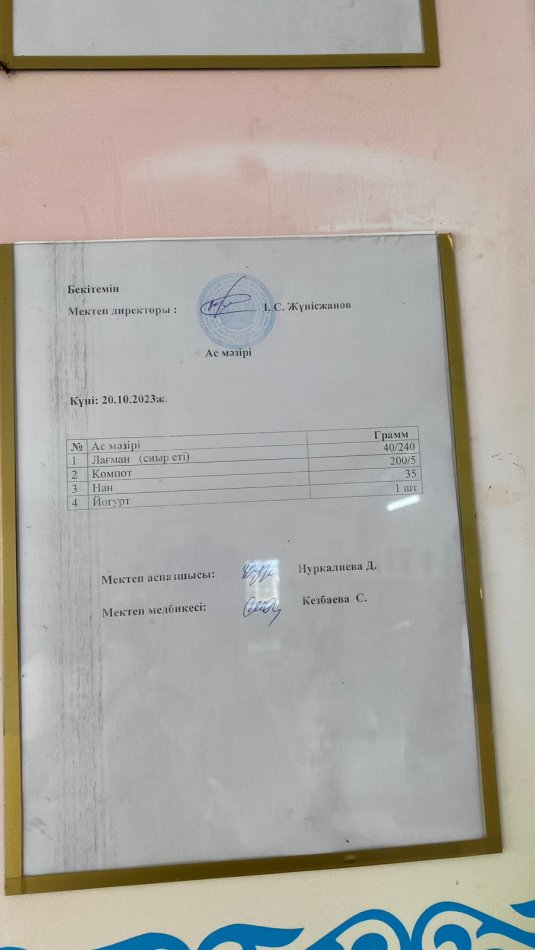 Бекітемін
Мектеп директоры : І. С. Жүнісжанов
Ас мәзірі
Күні: 20.10.2023ж.
№ Ас мәзірі Грамм
1 Лағман (сиыр еті) 40/240
2 Компот 200/5
3 Нан 35
4 Йогурт 1 шт
Мектеп аспазшысы: Нуркалиева Д.
Мектеп медбикесі: Кезбаева С.